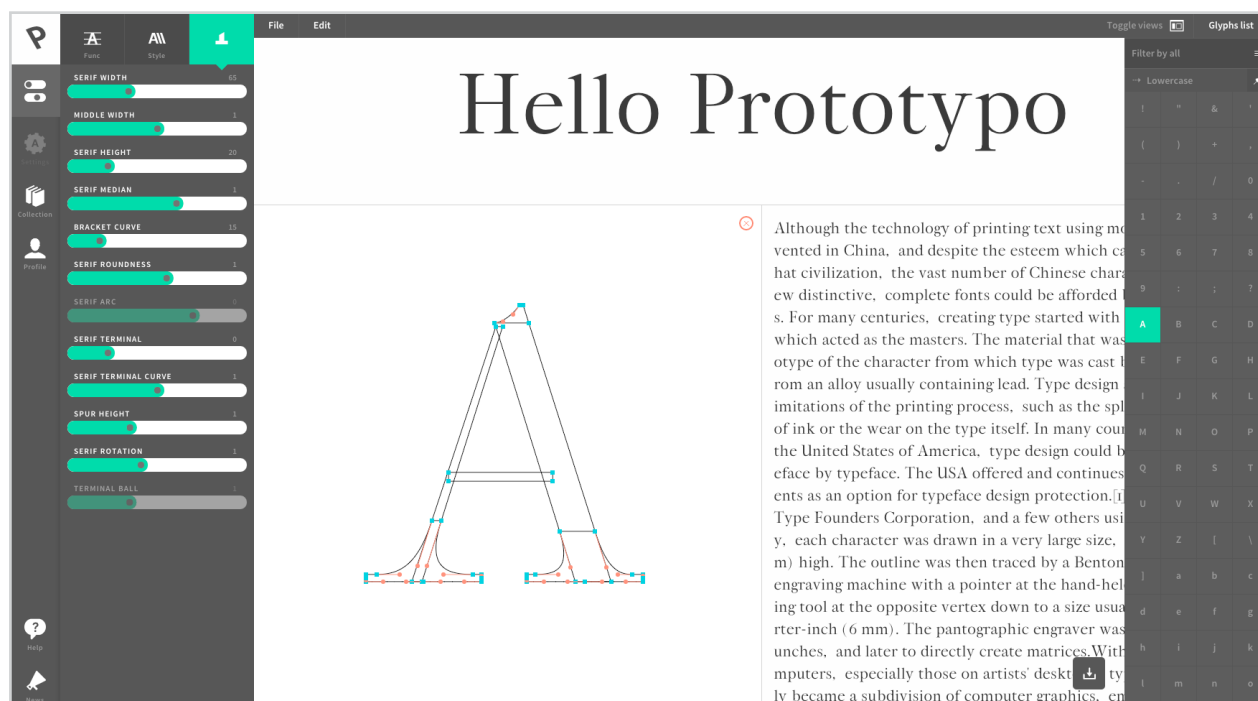 P
Func
Style
File
Edit
Toggle views
Glyphs list
SERIF WIDTH 65
MIDDLE WIDTH 1
SERIF HEIGHT 20
SERIF MEDIAN 1
BRACKET CURVE 15
SERIF ROUNDNESS 1
SERIF ARC 0
SERIF TERMINAL 0
SERIF TERMINAL CURVE 1
SPUR HEIGHT 1
SERIF ROTATION 1
TERMINAL BALL 1
Collection
Profile
Help
News
Hello Prototypo
A
Although the technology of printing text using mo
vented in China, and despite the esteem which ca
hat civilization, the vast number of Chinese chara
ew distinctive, complete fonts could be afforded
s. For many centuries, creating type started with
which acted as the masters. The material that was
otype of the character from which type was cast b
rom an alloy usually containing lead. Type design
imitations of the printing process, such as the spl
of ink or the wear on the type itself. In many coun
the United States of America, type design could b
eface by typeface. The USA offered and continues
ents as an option for typeface design protection.[1]
Type Founders Corporation, and a few others usi
y, each character was drawn in a very large size,
m) high. The outline was then traced by a Benton
engraving machine with a pointer at the hand-hel
ing tool at the opposite vertex down to a size usua
rter-inch (6 mm). The pantographic engraver was
unches, and later to directly create matrices.With
mputers, especially those on artists' deskt ty
ly became a subdivision of computer graphics, en
Filter by all
→ Lowercase
! " &
( ) + ,
- . / 0
1 2 3 4
5 6 7 8
9 : ; ?
A B C D
E F G H
I J K L
M N O P
Q R S T
U V W X
Y Z [ \
] a b c
d e f g
h i j k
l m n o